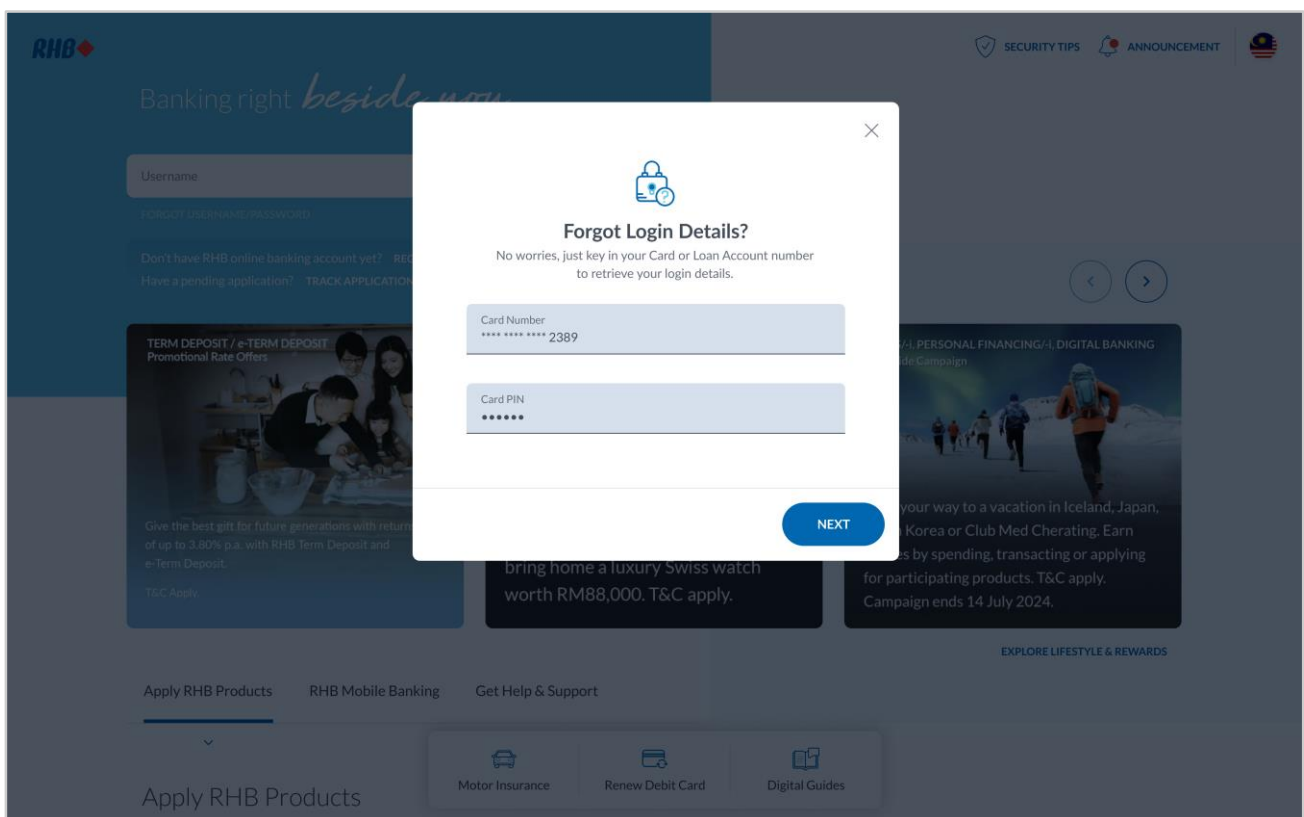 RHB
SECURITY TIPS
ANNOUNCEMENT
Banking right beside you
Username
FORGOT USERNAME/PASSWORD
Don't have RHB online banking account yet?
Have a pending application? TRACK APPLICATION
Forgot Login Details?
No worries, just key in your Card or Loan Account number
to retrieve your login details.
Card Number
**** **** **** 2389
Card PIN
••••••
NEXT
TERM DEPOSIT / e-TERM DEPOSIT
Promotional Rate Offers
Give the best gift for future generations with return
of up to 3.80% p.a. with RHB Term Deposit and
e-Term Deposit.
T&C Apply
bring home a luxury Swiss watch
worth RM88,000. T&C apply.
PERSONAL FINANCING/-i, DIGITAL BANKING
Campaign
your way to a vacation in Iceland, Japan,
Korea or Club Med Cherating. Earn
by spending, transacting or applying
for participating products. T&C apply.
Campaign ends 14 July 2024.
EXPLORE LIFESTYLE & REWARDS
Apply RHB Products
RHB Mobile Banking
Get Help & Support
Motor Insurance
Renew Debit Card
Digital Guides
Apply RHB Products